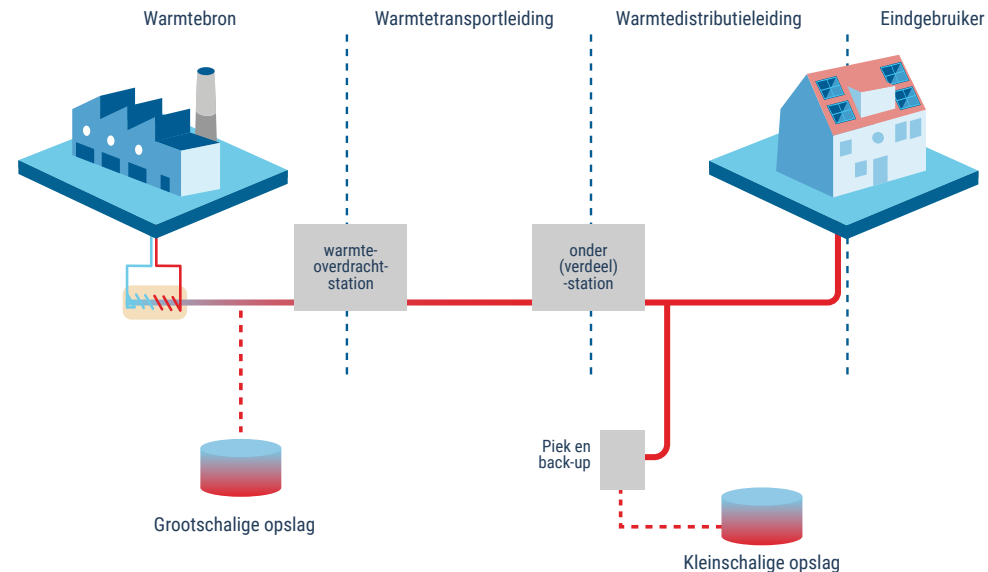 Warmtebron
Warmtetransportleiding
Warmtedistributieleiding
Eindgebruiker
warmte-
overdracht-
station
onder
(verdeel)
-station
Piek en
back-up
Grootschalige opslag
Kleinschalige opslag